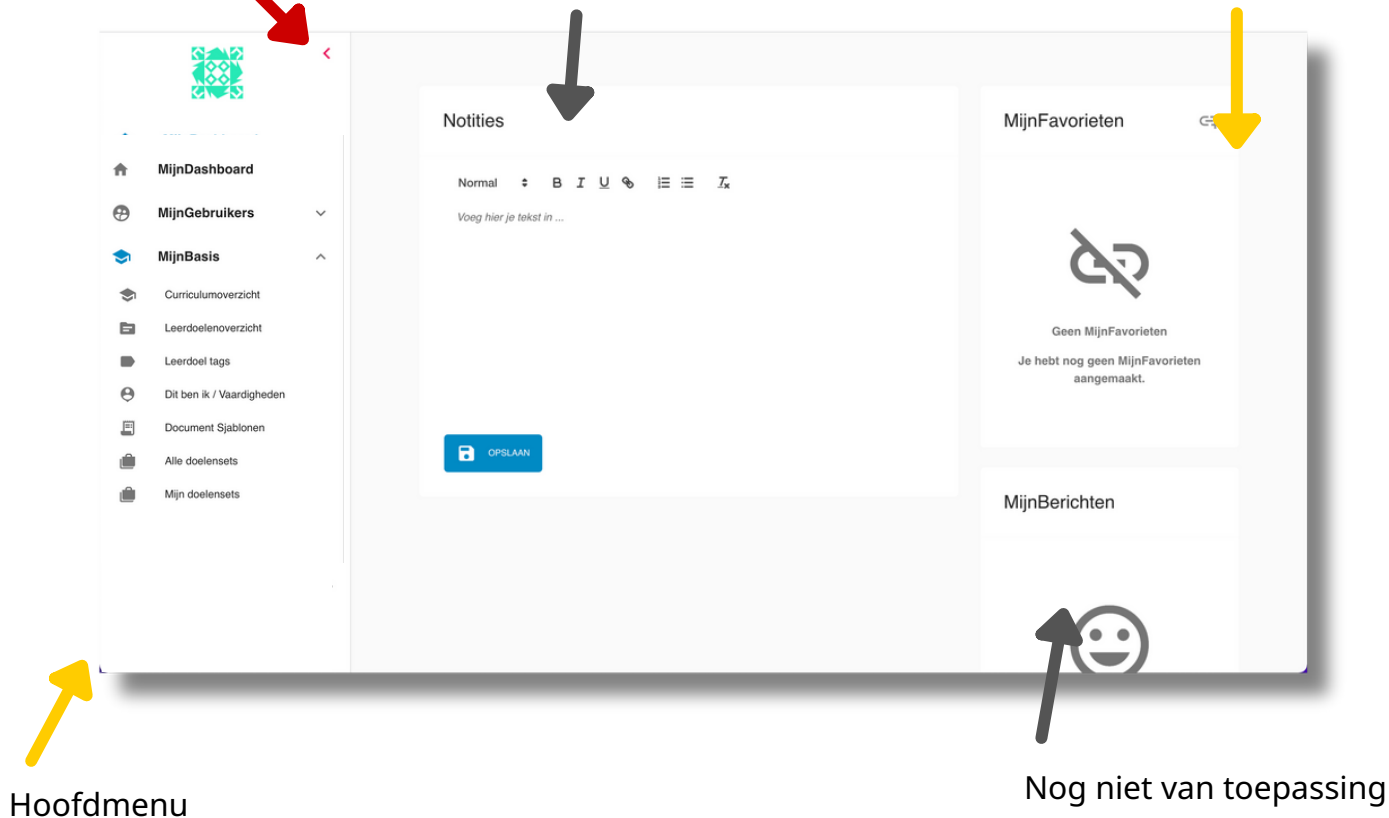 MijnDashboard
MijnGebruikers
MijnBasis
Curriculumoverzicht
Leerdoelenoverzicht
Leerdoel tags
Dit ben ik / Vaardigheden
Document Sjablonen
Alle doelensets
Mijn doelensets
Notities
Normal B I U
Voeg hier je tekst in ...
OPSLAAN
MijnFavorieten
Geen MijnFavorieten
Je hebt nog geen MijnFavorieten
aangemaakt.
MijnBerichten
Hoofdmenu
Nog niet van toepassing